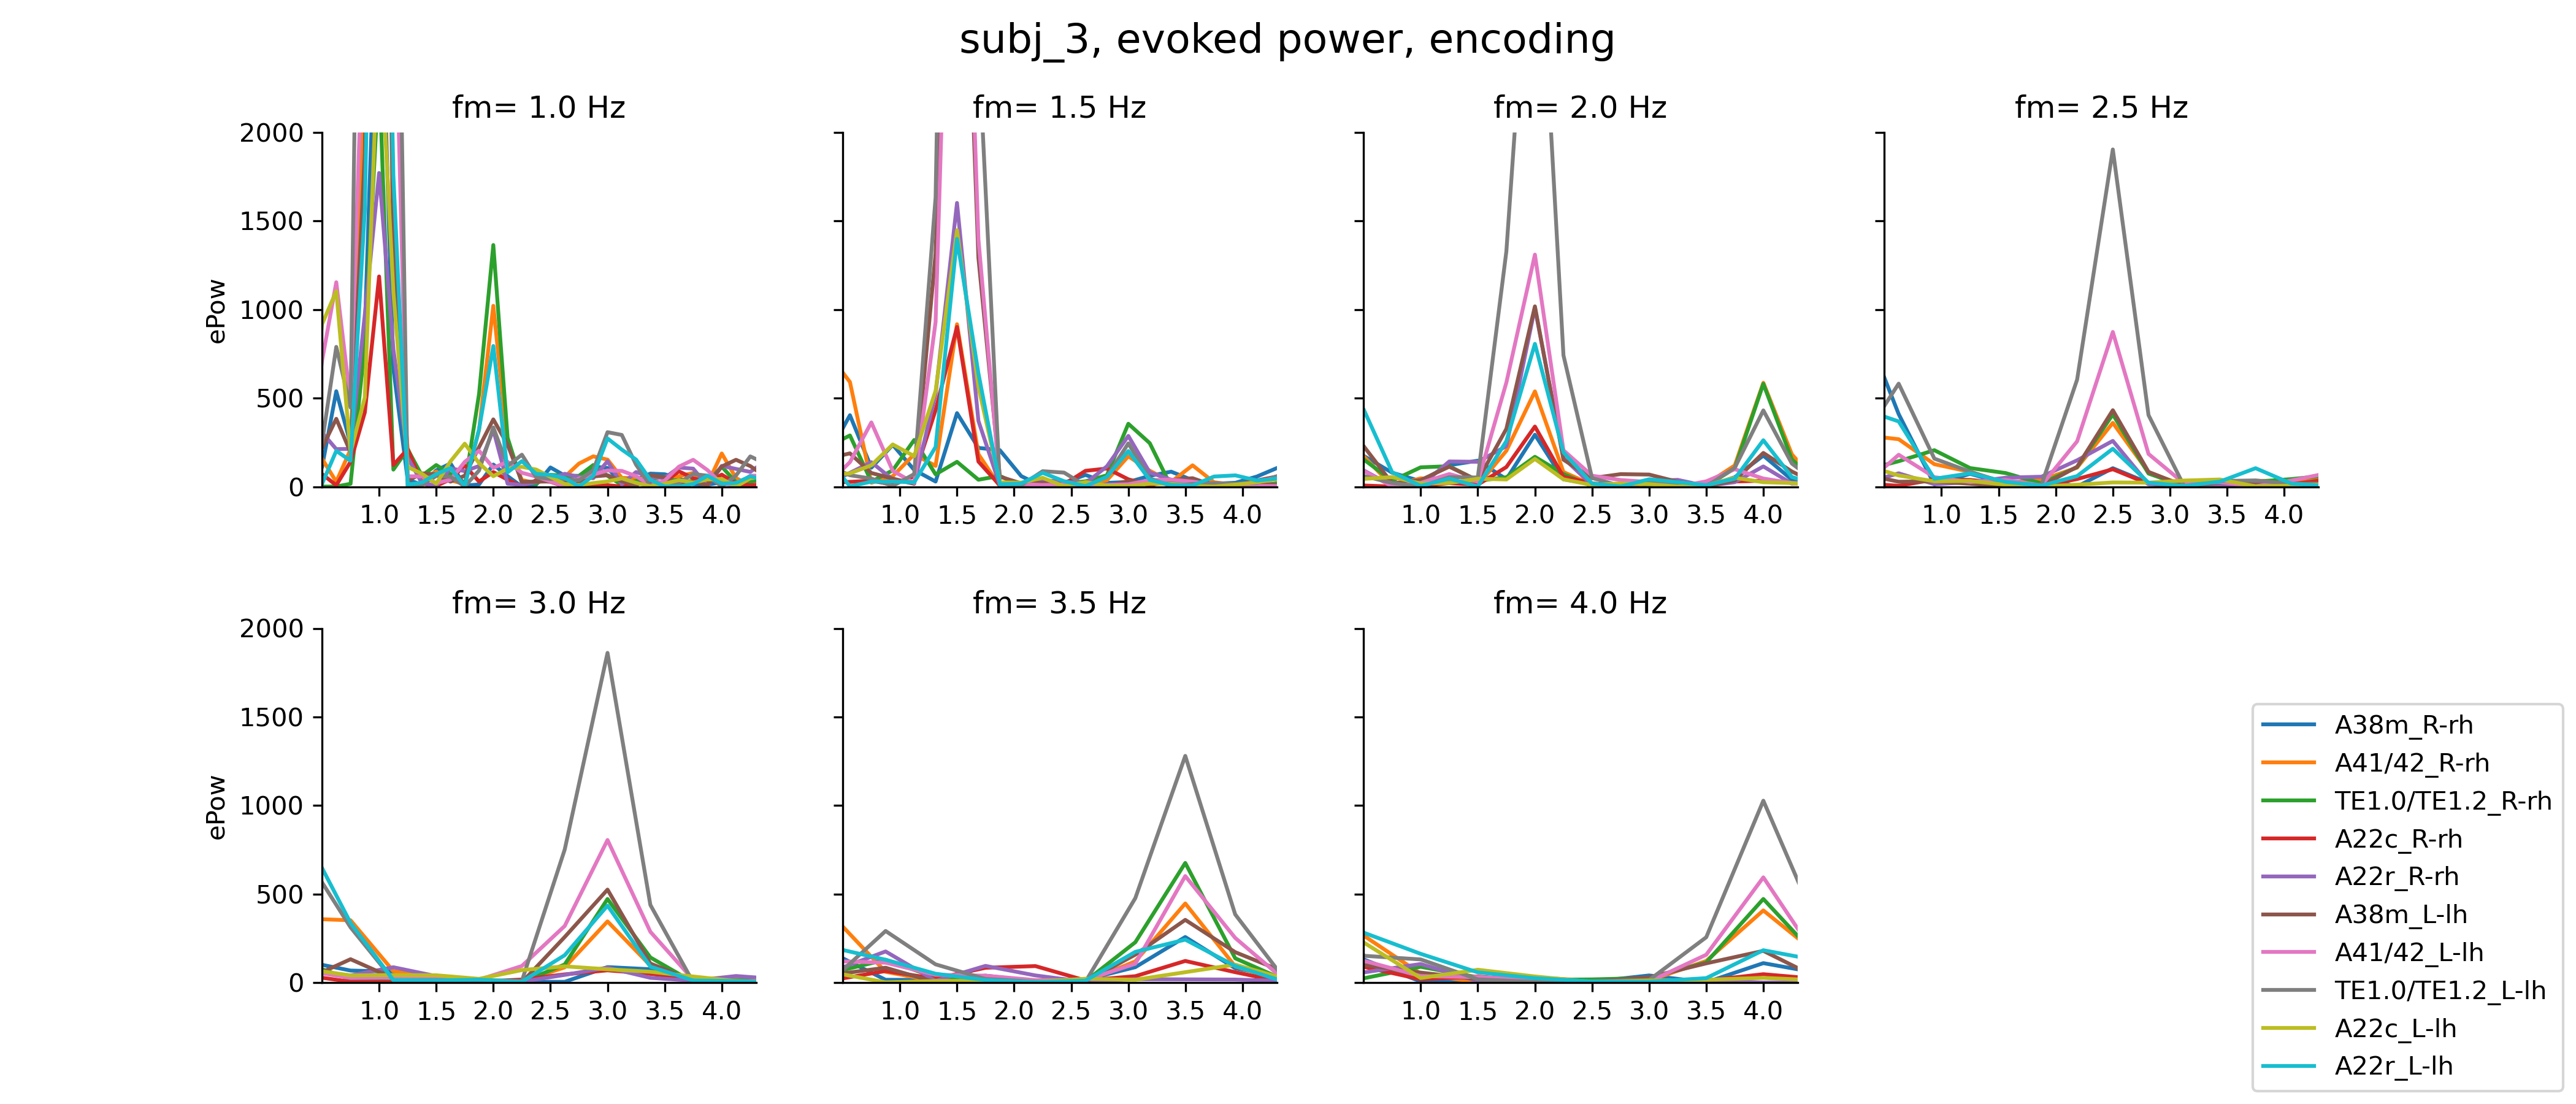 subj_3, evoked power, encoding
fm= 1.0 Hz
fm= 1.5 Hz
fm= 2.0 Hz
fm= 2.5 Hz
ePow
2000
1500
1000
500
0
1.0 1.5 2.0 2.5 3.0 3.5 4.0
1.0 1.5 2.0 2.5 3.0 3.5 4.0
1.0 1.5 2.0 2.5 3.0 3.5 4.0
1.0 1.5 2.0 2.5 3.0 3.5 4.0
fm= 3.0 Hz
fm= 3.5 Hz
fm= 4.0 Hz
ePow
2000
1500
1000
500
0
1.0 1.5 2.0 2.5 3.0 3.5 4.0
1.0 1.5 2.0 2.5 3.0 3.5 4.0
1.0 1.5 2.0 2.5 3.0 3.5 4.0
A38m_R-rh
A41/42_R-rh
TE1.0/TE1.2_R-rh
A22c_R-rh
A22r_R-rh
A38m_L-lh
A41/42_L-lh
TE1.0/TE1.2_L-lh
A22c_L-lh
A22r_L-lh